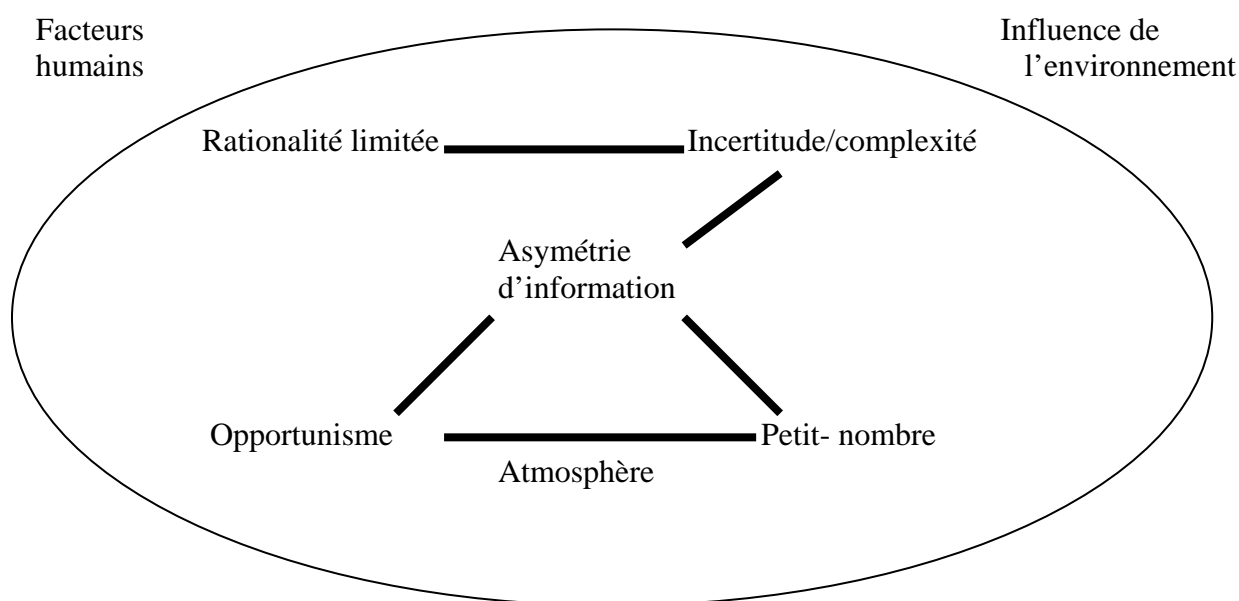 Facteurs
humains
Influence de
l’environnement
Rationalité limitée
Incertitude/complexité
Asymétrie
d’information
Opportunisme
Petit- nombre
Atmosphère